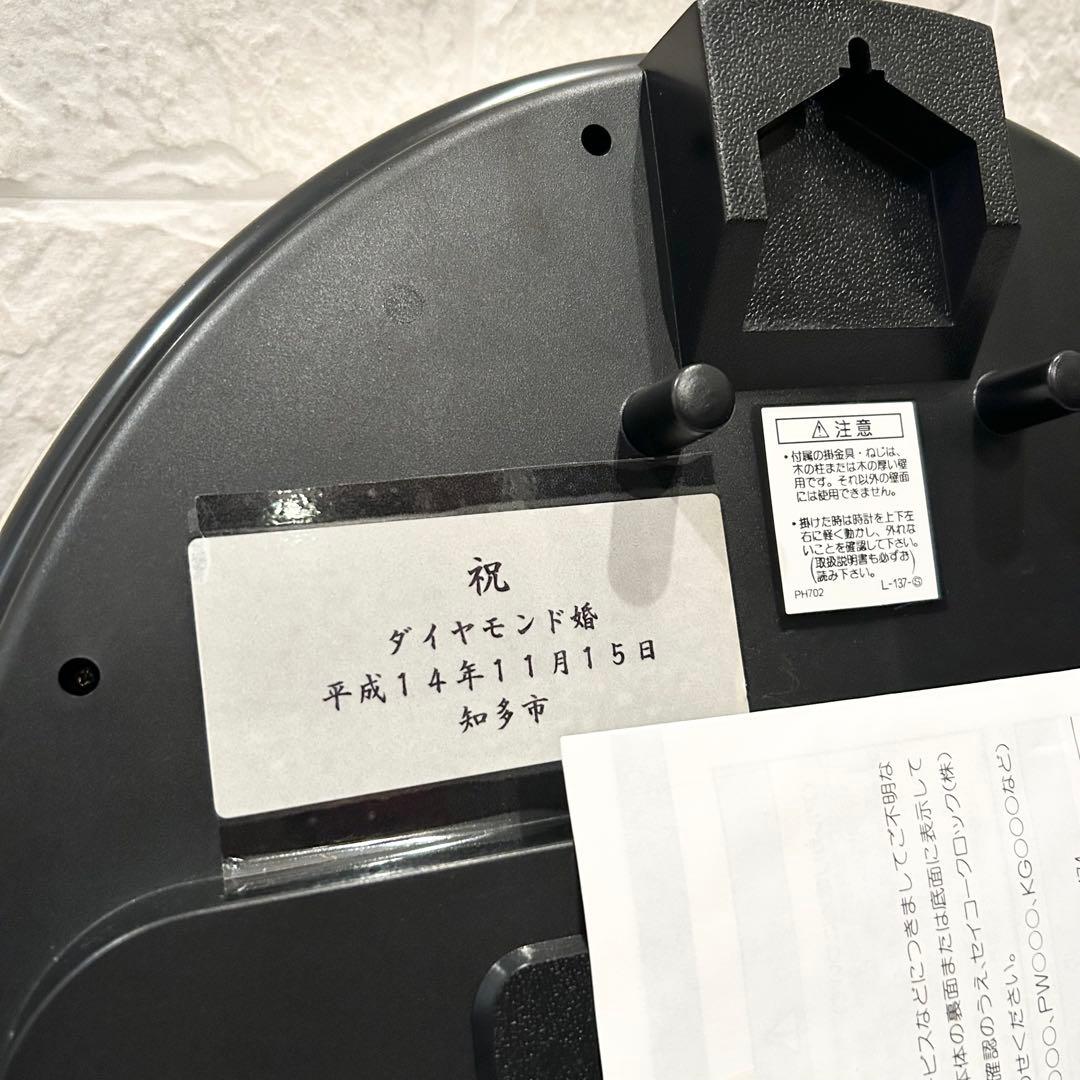 祝
ダイヤモンド婚
平成14年11月15日
知多市
⚠注意
・付属の掛金具・ねじは、
木の柱または木の厚い壁
用です。それ以外の壁面
には使用できません。
・掛けた時は時計を上下左
右に軽く動かし、外れな
いことを確認して下さい。
(取扱説明書も必ずお
読み下さい。)
PH702 L-137-Ⓢ
ビスなどにつきましてご不明な
体の裏面または底面に表示して
確認のうえ、セイコークロック(株)
せください。
○○、PW○○○、KG○○○など)